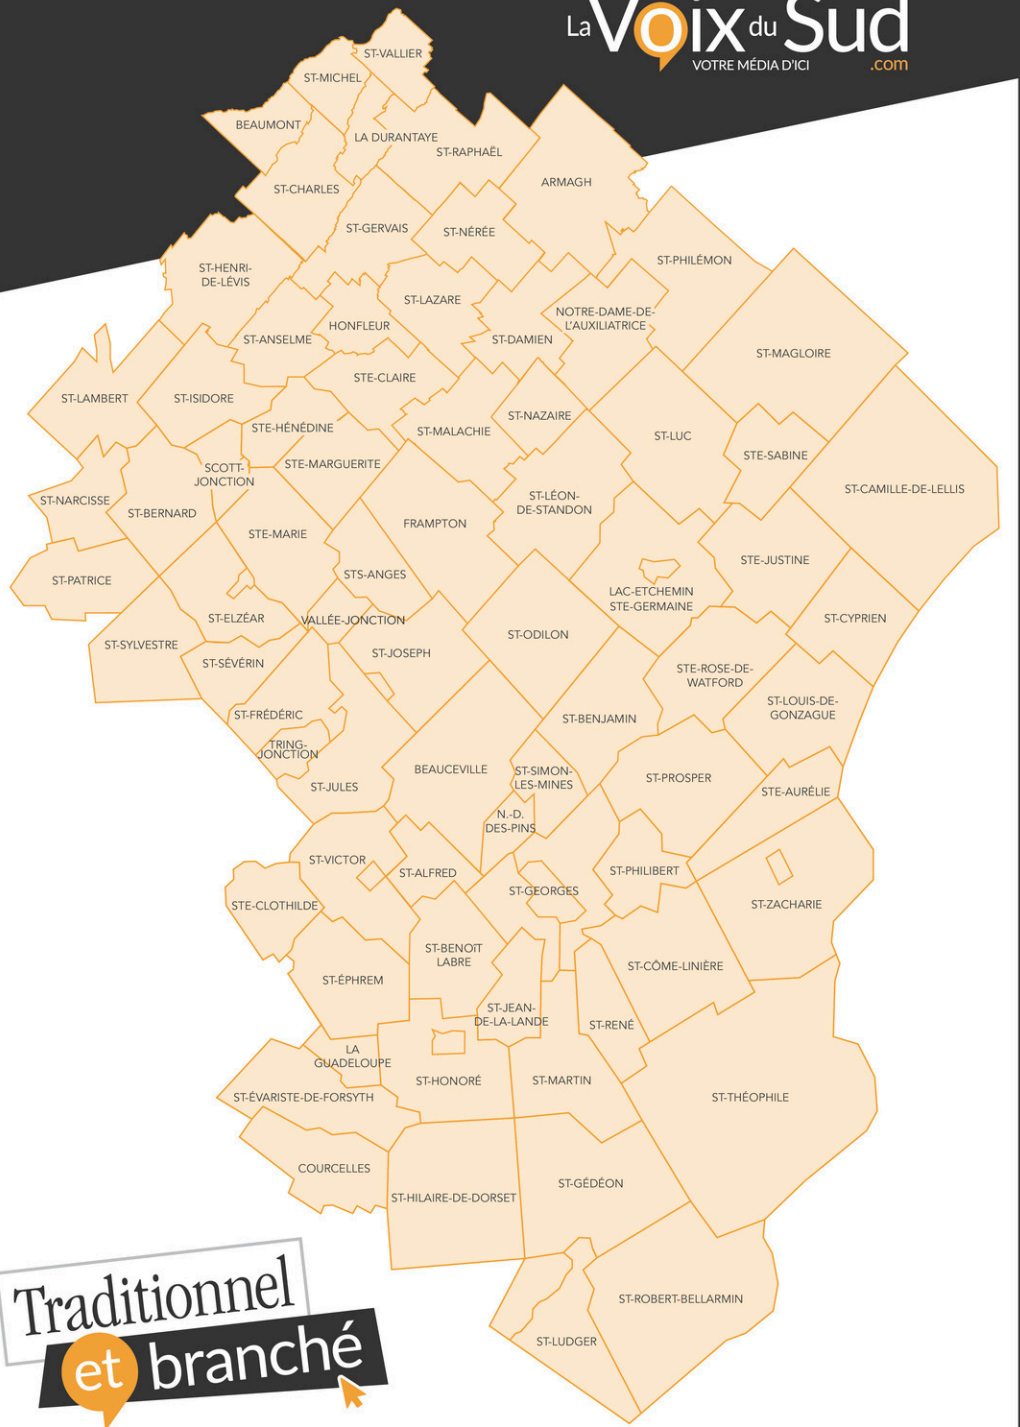 La Voix du Sud
VOTRE MÉDIA D'ICI .com
ST-VALLIER
ST-MICHEL
BEAUMONT
LA DURANTAYE
ST-RAPHAËL
ARMAGH
ST-CHARLES
ST-GERVAIS
ST-NÉRÉE
ST-PHILÉMON
ST-HENRI-
DE-LÉVIS
ST-LAZARE
NOTRE-DAME-DE-
L'AUXILIATRICE
HONFLEUR
ST-ANSELME
ST-DAMIEN
ST-MAGLOIRE
STE-CLAIRE
ST-LAMBERT
ST-ISIDORE
ST-NAZAIRE
STE-HÉNÉDINE
ST-MALACHIE
ST-LUC
STE-SABINE
STE-MARGUERITE
SCOTT-
JONCTION
ST-CAMILLE-DE-LELLIS
ST-NARCISSE
ST-BERNARD
ST-LÉON-
DE-STANDON
FRAMPTON
STE-MARIE
STE-JUSTINE
STS-ANGES
ST-PATRICE
LAC-ETCHEMIN
STE-GERMAINE
ST-ELZÉAR
VALLÉE-JONCTION
ST-CYPRIEN
ST-ODILON
ST-SYLVESTRE
ST-JOSEPH
ST-SÉVÉRIN
STE-ROSE-DE-
WATFORD
ST-LOUIS-DE-
GONZAGUE
ST-FRÉDÉRIC
ST-BENJAMIN
TRING-
JONCTION
BEAUCEVILLE
ST-SIMON-
LES-MINES
ST-PROSPER
ST-JULES
STE-AURÉLIE
N.-D.
DES-PINS
ST-VICTOR
ST-ALFRED
ST-PHILIBERT
ST-GEORGES
STE-CLOTHILDE
ST-ZACHARIE
ST-BENOîT
LABRE
ST-CÔME-LINIÈRE
ST-ÉPHREM
ST-JEAN-
DE-LA-LANDE
ST-RENÉ
LA
GUADELOUPE
ST-HONORÉ
ST-MARTIN
ST-ÉVARISTE-DE-FORSYTH
ST-THÉOPHILE
COURCELLES
ST-HILAIRE-DE-DORSET
ST-GÉDÉON
ST-ROBERT-BELLARMIN
ST-LUDGER
Traditionnel
et branché